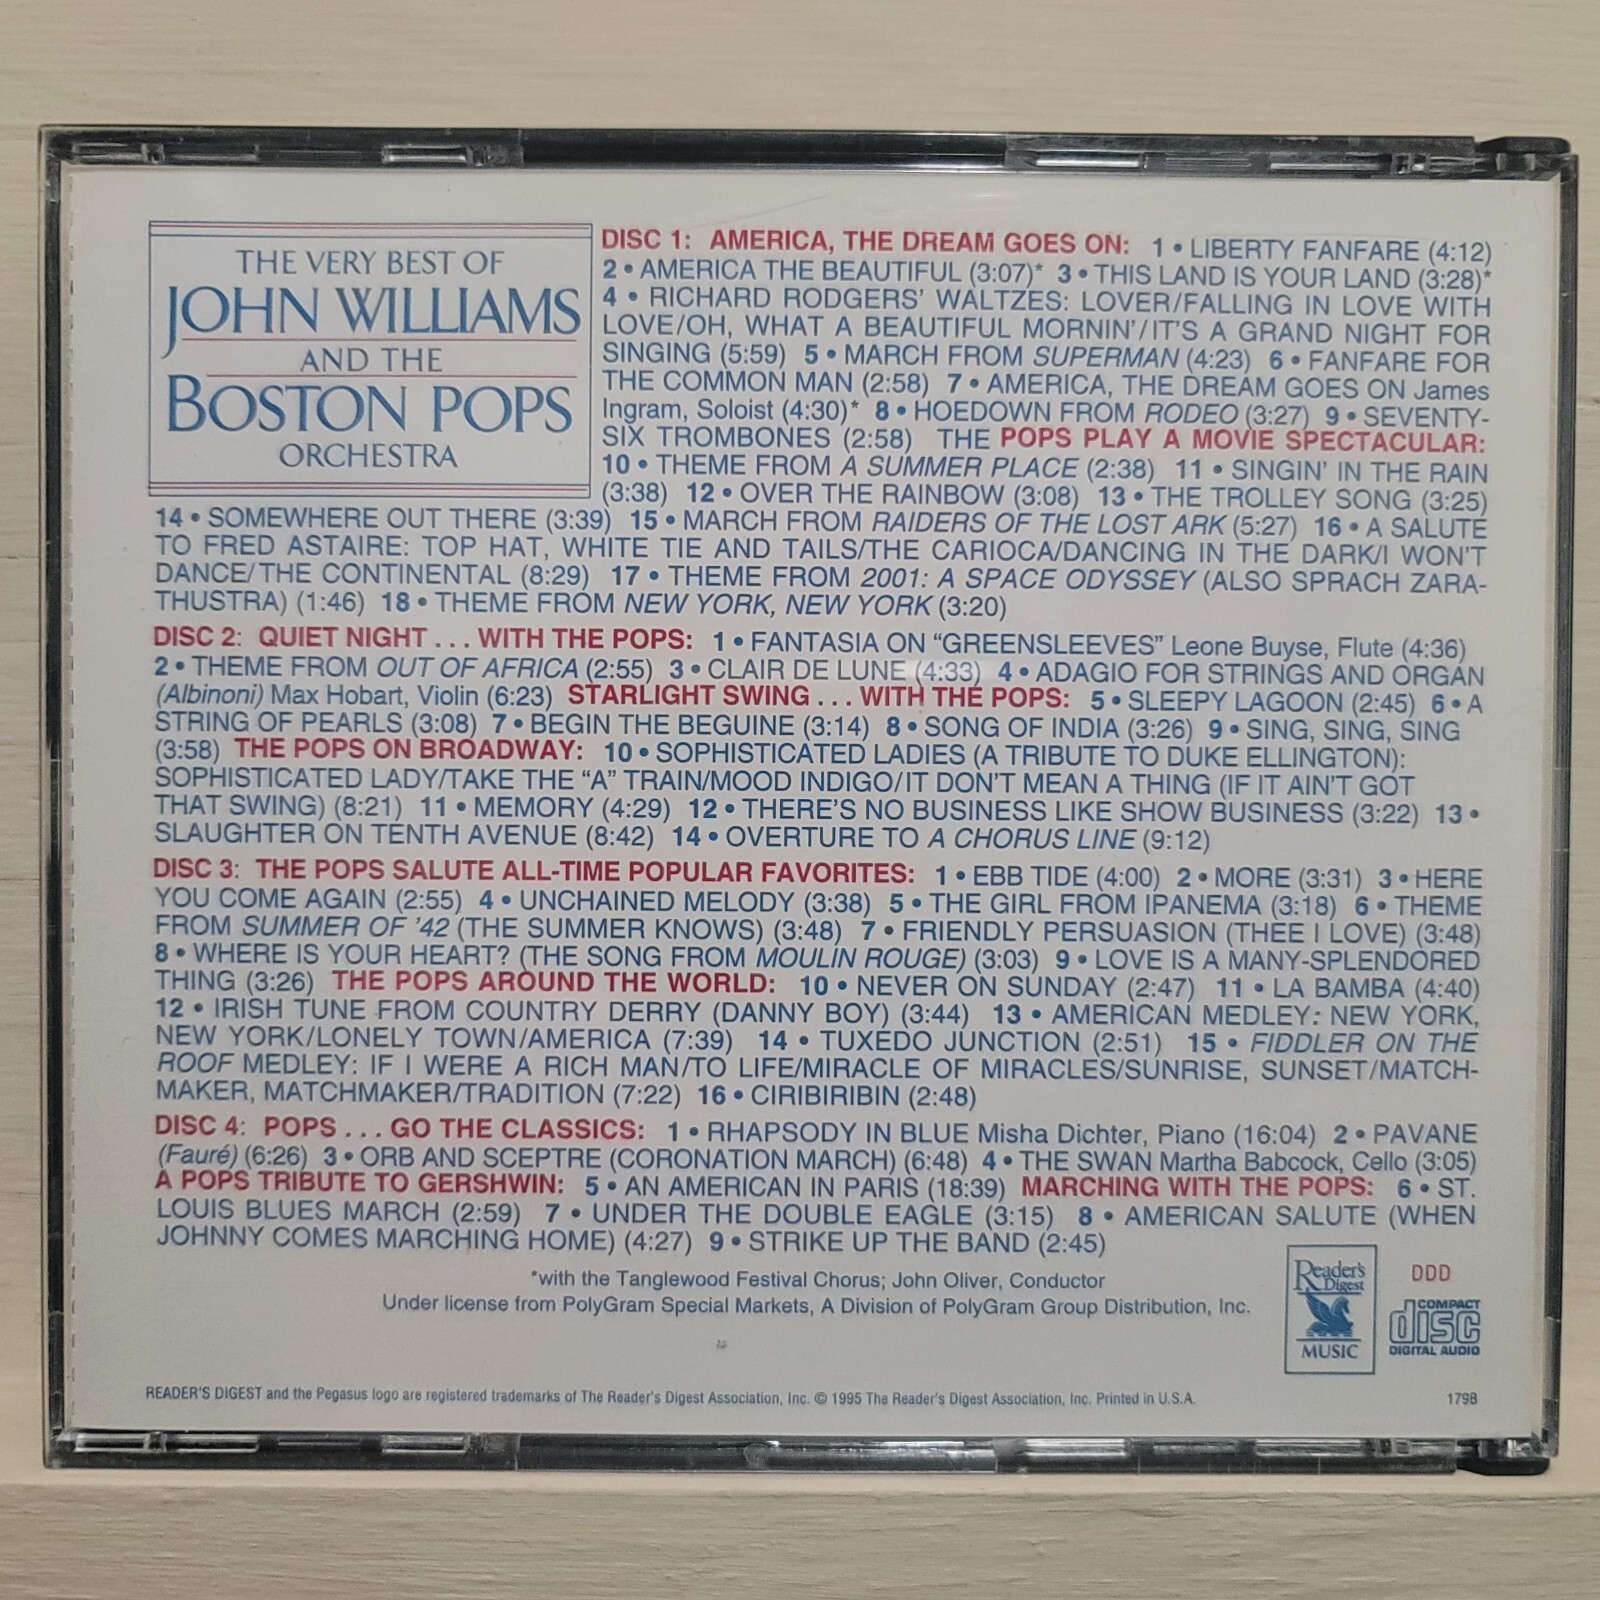 THE VERY BEST OF
JOHN WILLIAMS
AND THE
BOSTON POPS
ORCHESTRA
DISC 1: AMERICA, THE DREAM GOES ON: 1 • LIBERTY FANFARE (4:12)
2 • AMERICA THE BEAUTIFUL (3:07)* 3 • THIS LAND IS YOUR LAND (3:28)*
4 • RICHARD RODGERS' WALTZES: LOVER/FALLING IN LOVE WITH
LOVE/OH, WHAT A BEAUTIFUL MORNIN'/IT'S A GRAND NIGHT FOR
SINGING (5:59) 5 • MARCH FROM SUPERMAN (4:23) 6 • FANFARE FOR
THE COMMON MAN (2:58) 7 • AMERICA, THE DREAM GOES ON James
Ingram, Soloist (4:30)* 8 • HOEDOWN FROM RODEO (3:27) 9 • SEVENTY-
SIX TROMBONES (2:58) THE POPS PLAY A MOVIE SPECTACULAR:
10 • THEME FROM A SUMMER PLACE (2:38) 11 • SINGIN' IN THE RAIN
(3:38) 12 • OVER THE RAINBOW (3:08) 13 • THE TROLLEY SONG (3:25)
14 • SOMEWHERE OUT THERE (3:39) 15 • MARCH FROM RAIDERS OF THE LOST ARK (5:27) 16 • A SALUTE
TO FRED ASTAIRE: TOP HAT, WHITE TIE AND TAILS/THE CARIOCA/DANCING IN THE DARK/I WON'T
DANCE/THE CONTINENTAL (8:29) 17 • THEME FROM 2001: A SPACE ODYSSEY (ALSO SPRACH ZARA-
THUSTRA) (1:46) 18 • THEME FROM NEW YORK, NEW YORK (3:20)
DISC 2: QUIET NIGHT . . . WITH THE POPS: 1 • FANTASIA ON "GREENSLEEVES" Leone Buyse, Flute (4:36)
2 • THEME FROM OUT OF AFRICA (2:55) 3 • CLAIR DE LUNE (4:33) 4 • ADAGIO FOR STRINGS AND ORGAN
(Albinoni) Max Hobart, Violin (6:23) STARLIGHT SWING . . . WITH THE POPS: 5 • SLEEPY LAGOON (2:45) 6 • A
STRING OF PEARLS (3:08) 7 • BEGIN THE BEGUINE (3:14) 8 • SONG OF INDIA (3:26) 9 • SING, SING, SING
(3:58) THE POPS ON BROADWAY: 10 • SOPHISTICATED LADIES (A TRIBUTE TO DUKE ELLINGTON):
SOPHISTICATED LADY/TAKE THE "A" TRAIN/MOOD INDIGO/IT DON'T MEAN A THING (IF IT AIN'T GOT
THAT SWING) (8:21) 11 • MEMORY (4:29) 12 • THERE'S NO BUSINESS LIKE SHOW BUSINESS (3:22) 13 •
SLAUGHTER ON TENTH AVENUE (8:42) 14 • OVERTURE TO A CHORUS LINE (9:12)
DISC 3: THE POPS SALUTE ALL-TIME POPULAR FAVORITES: 1 • EBB TIDE (4:00) 2 • MORE (3:31) 3 • HERE
YOU COME AGAIN (2:55) 4 • UNCHAINED MELODY (3:38) 5 • THE GIRL FROM IPANEMA (3:18) 6 • THEME
FROM SUMMER OF '42 (THE SUMMER KNOWS) (3:48) 7 • FRIENDLY PERSUASION (THEE I LOVE) (3:48)
8 • WHERE IS YOUR HEART? (THE SONG FROM MOULIN ROUGE) (3:03) 9 • LOVE IS A MANY-SPLENDORED
THING (3:26) THE POPS AROUND THE WORLD: 10 • NEVER ON SUNDAY (2:47) 11 • LA BAMBA (4:40)
12 • IRISH TUNE FROM COUNTRY DERRY (DANNY BOY) (3:44) 13 • AMERICAN MEDLEY: NEW YORK,
NEW YORK/LONELY TOWN/AMERICA (7:39) 14 • TUXEDO JUNCTION (2:51) 15 • FIDDLER ON THE
ROOF MEDLEY: IF I WERE A RICH MAN/TO LIFE/MIRACLE OF MIRACLES/SUNRISE, SUNSET/MATCH-
MAKER, MATCHMAKER/TRADITION (7:22) 16 • CIRIBIRIBIN (2:48)
DISC 4: POPS . . . GO THE CLASSICS: 1 • RHAPSODY IN BLUE Misha Dichter, Piano (16:04) 2 • PAVANE
(Fauré) (6:26) 3 • ORB AND SCEPTRE (CORONATION MARCH) (6:48) 4 • THE SWAN Martha Babcock, Cello (3:05)
A POPS TRIBUTE TO GERSHWIN: 5 • AN AMERICAN IN PARIS (18:39) MARCHING WITH THE POPS: 6 • ST.
LOUIS BLUES MARCH (2:59) 7 • UNDER THE DOUBLE EAGLE (3:15) 8 • AMERICAN SALUTE (WHEN
JOHNNY COMES MARCHING HOME) (4:27) 9 • STRIKE UP THE BAND (2:45)
*with the Tanglewood Festival Chorus; John Oliver, Conductor
Under license from PolyGram Special Markets, A Division of PolyGram Group Distribution, Inc.
Reader's
Digest
MUSIC
DDD
COMPACT
disc
DIGITAL AUDIO
READER'S DIGEST and the Pegasus logo are registered trademarks of The Reader's Digest Association, Inc. © 1995 The Reader's Digest Association, Inc. Printed in U.S.A.
179B